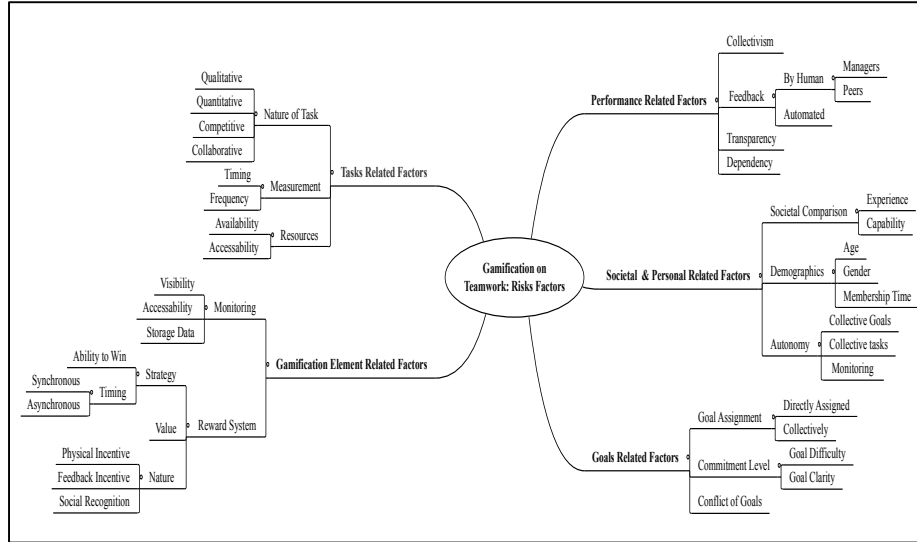 Gamification on
Teamwork: Risks Factors
Performance Related Factors
Collectivism
Feedback
By Human
Managers
Peers
Automated
Transparency
Dependency
Societal & Personal Related Factors
Societal Comparison
Experience
Capability
Demographics
Age
Gender
Membership Time
Autonomy
Collective Goals
Collective tasks
Monitoring
Goals Related Factors
Goal Assignment
Directly Assigned
Collectively
Commitment Level
Goal Difficulty
Goal Clarity
Conflict of Goals
Tasks Related Factors
Nature of Task
Qualitative
Quantitative
Competitive
Collaborative
Measurement
Timing
Frequency
Resources
Availability
Accessability
Gamification Element Related Factors
Monitoring
Visibility
Accessability
Storage Data
Reward System
Strategy
Ability to Win
Timing
Synchronous
Asynchronous
Value
Nature
Physical Incentive
Feedback Incentive
Social Recognition